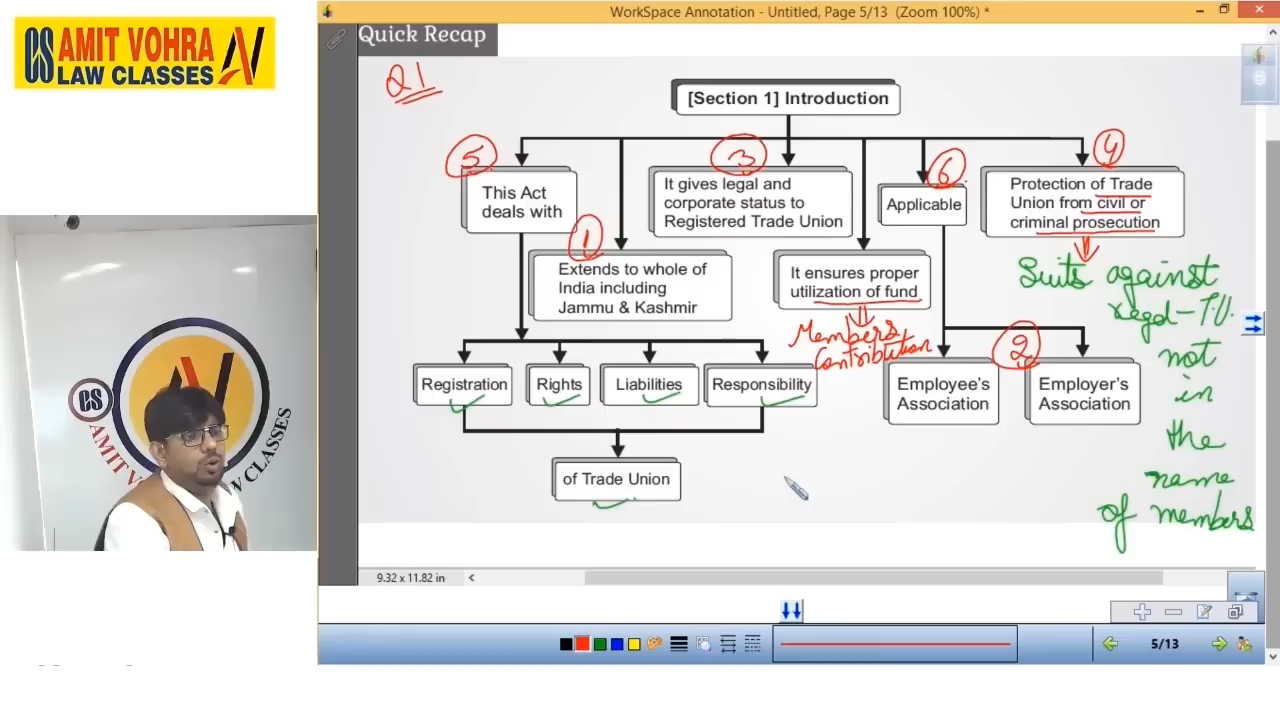 CS AMIT VOHRA
LAW CLASSES
WorkSpace Annotation - Untitled, Page 5/13 (Zoom 100%) *
Quick Recap
Q1
[Section 1] Introduction
5
This Act
deals with
1
Extends to whole of
India including
Jammu & Kashmir
3
It gives legal and
corporate status to
Registered Trade Union
It ensures proper
utilization of fund
Members
Contribution
6
Applicable
4
Protection of Trade
Union from civil or
criminal prosecution
Suits against
regd-T.U.
not
in
the
name
of members
2
Employee's
Association
Employer's
Association
Registration
Rights
Liabilities
Responsibility
of Trade Union
CS
AMIT V
W CLASSES
9.32 x 11.82 in
5/13